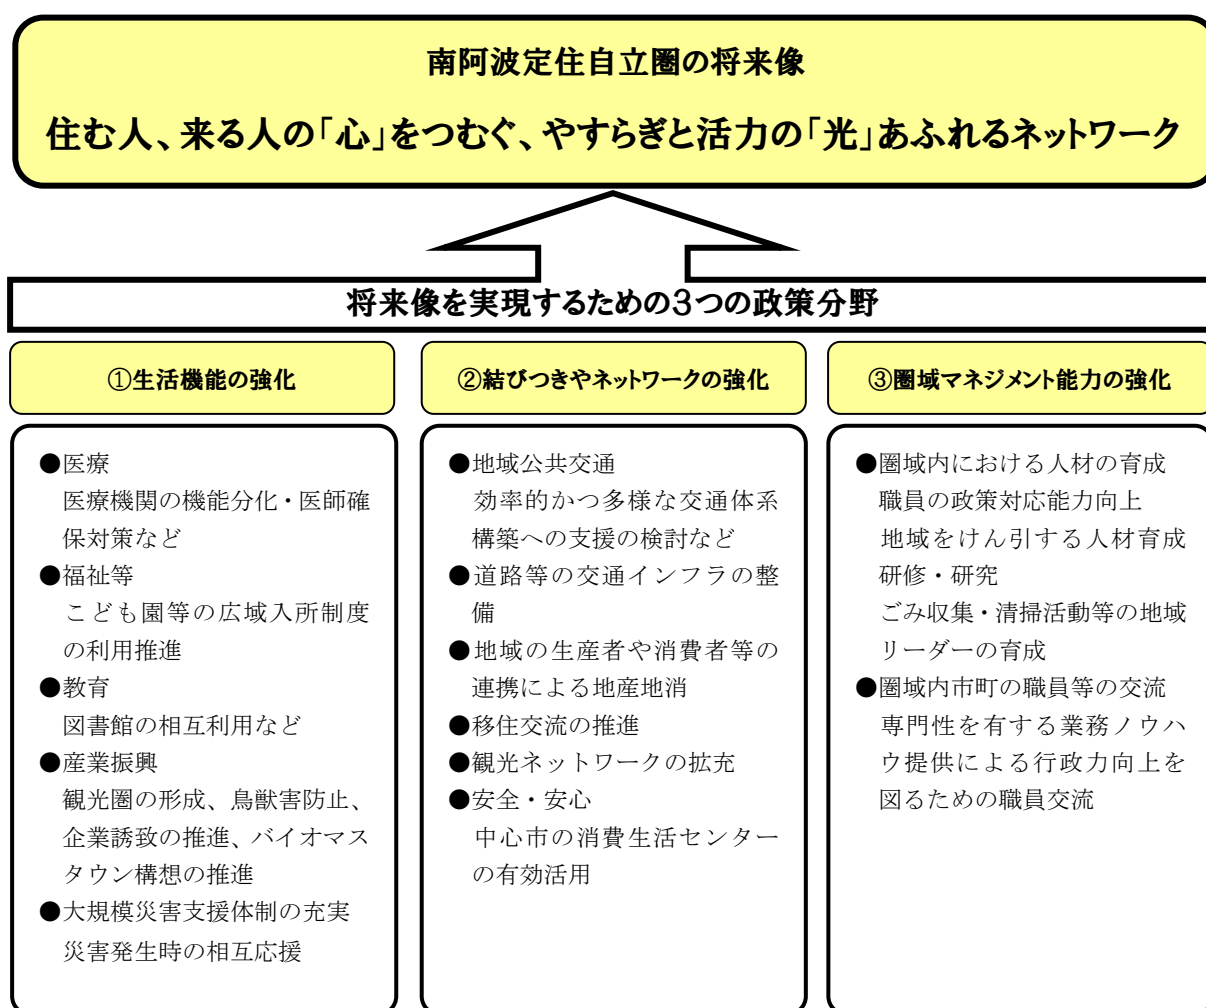 南阿波定住自立圏の将来像
住む人、来る人の「心」をつむぐ、やすらぎと活力の「光」あふれるネットワーク
将来像を実現するための3つの政策分野
①生活機能の強化
●医療
医療機関の機能分化・医師確
保対策など
●福祉等
こども園等の広域入所制度
の利用推進
●教育
図書館の相互利用など
●産業振興
観光圏の形成、鳥獣害防止、
企業誘致の推進、バイオマス
タウン構想の推進
●大規模災害支援体制の充実
災害発生時の相互応援
②結びつきやネットワークの強化
●地域公共交通
効率的かつ多様な交通体系
構築への支援の検討など
●道路等の交通インフラの整
備
●地域の生産者や消費者等の
連携による地産地消
●移住交流の推進
●観光ネットワークの拡充
●安全・安心
中心市の消費生活センター
の有効活用
③圏域マネジメント能力の強化
●圏域内における人材の育成
職員の政策対応能力向上
地域をけん引する人材育成
研修・研究
ごみ収集・清掃活動等の地域
リーダーの育成
●圏域内市町の職員等の交流
専門性を有する業務ノウハ
ウ提供による行政力向上を
図るための職員交流